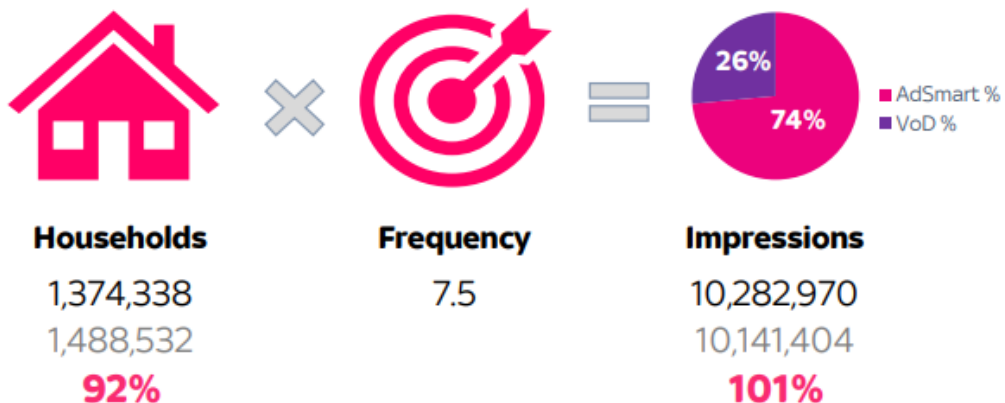 26%
74%
AdSmart %
VoD %
Households
Frequency
Impressions
1,374,338
7.5
10,282,970
1,488,532
10,141,404
92%
101%